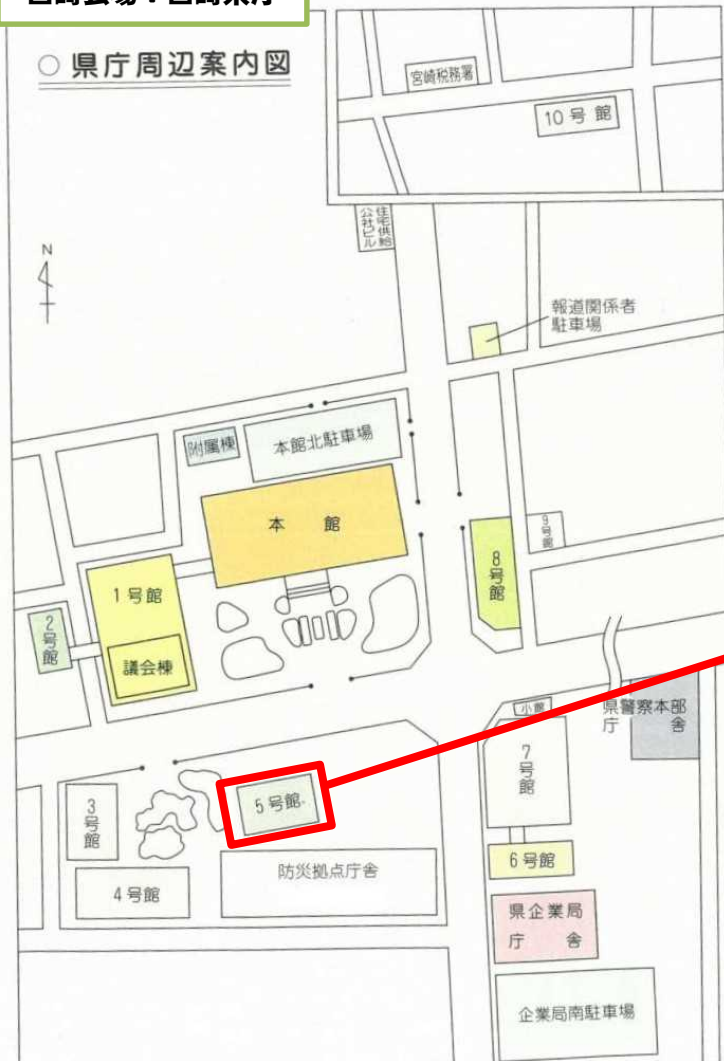 宮崎会場：宮崎県庁
○ 県庁周辺案内図
宮崎税務署
10号館
住宅供給
公社ビル
N
報道関係者
駐車場
附属棟
本館北駐車場
本館
9号館
8号館
1号館
2号館
議会棟
小館
県警察本部
庁舎
7号館
5号館
3号館
6号館
防災拠点庁舎
4号館
県企業局
庁舎
企業局南駐車場